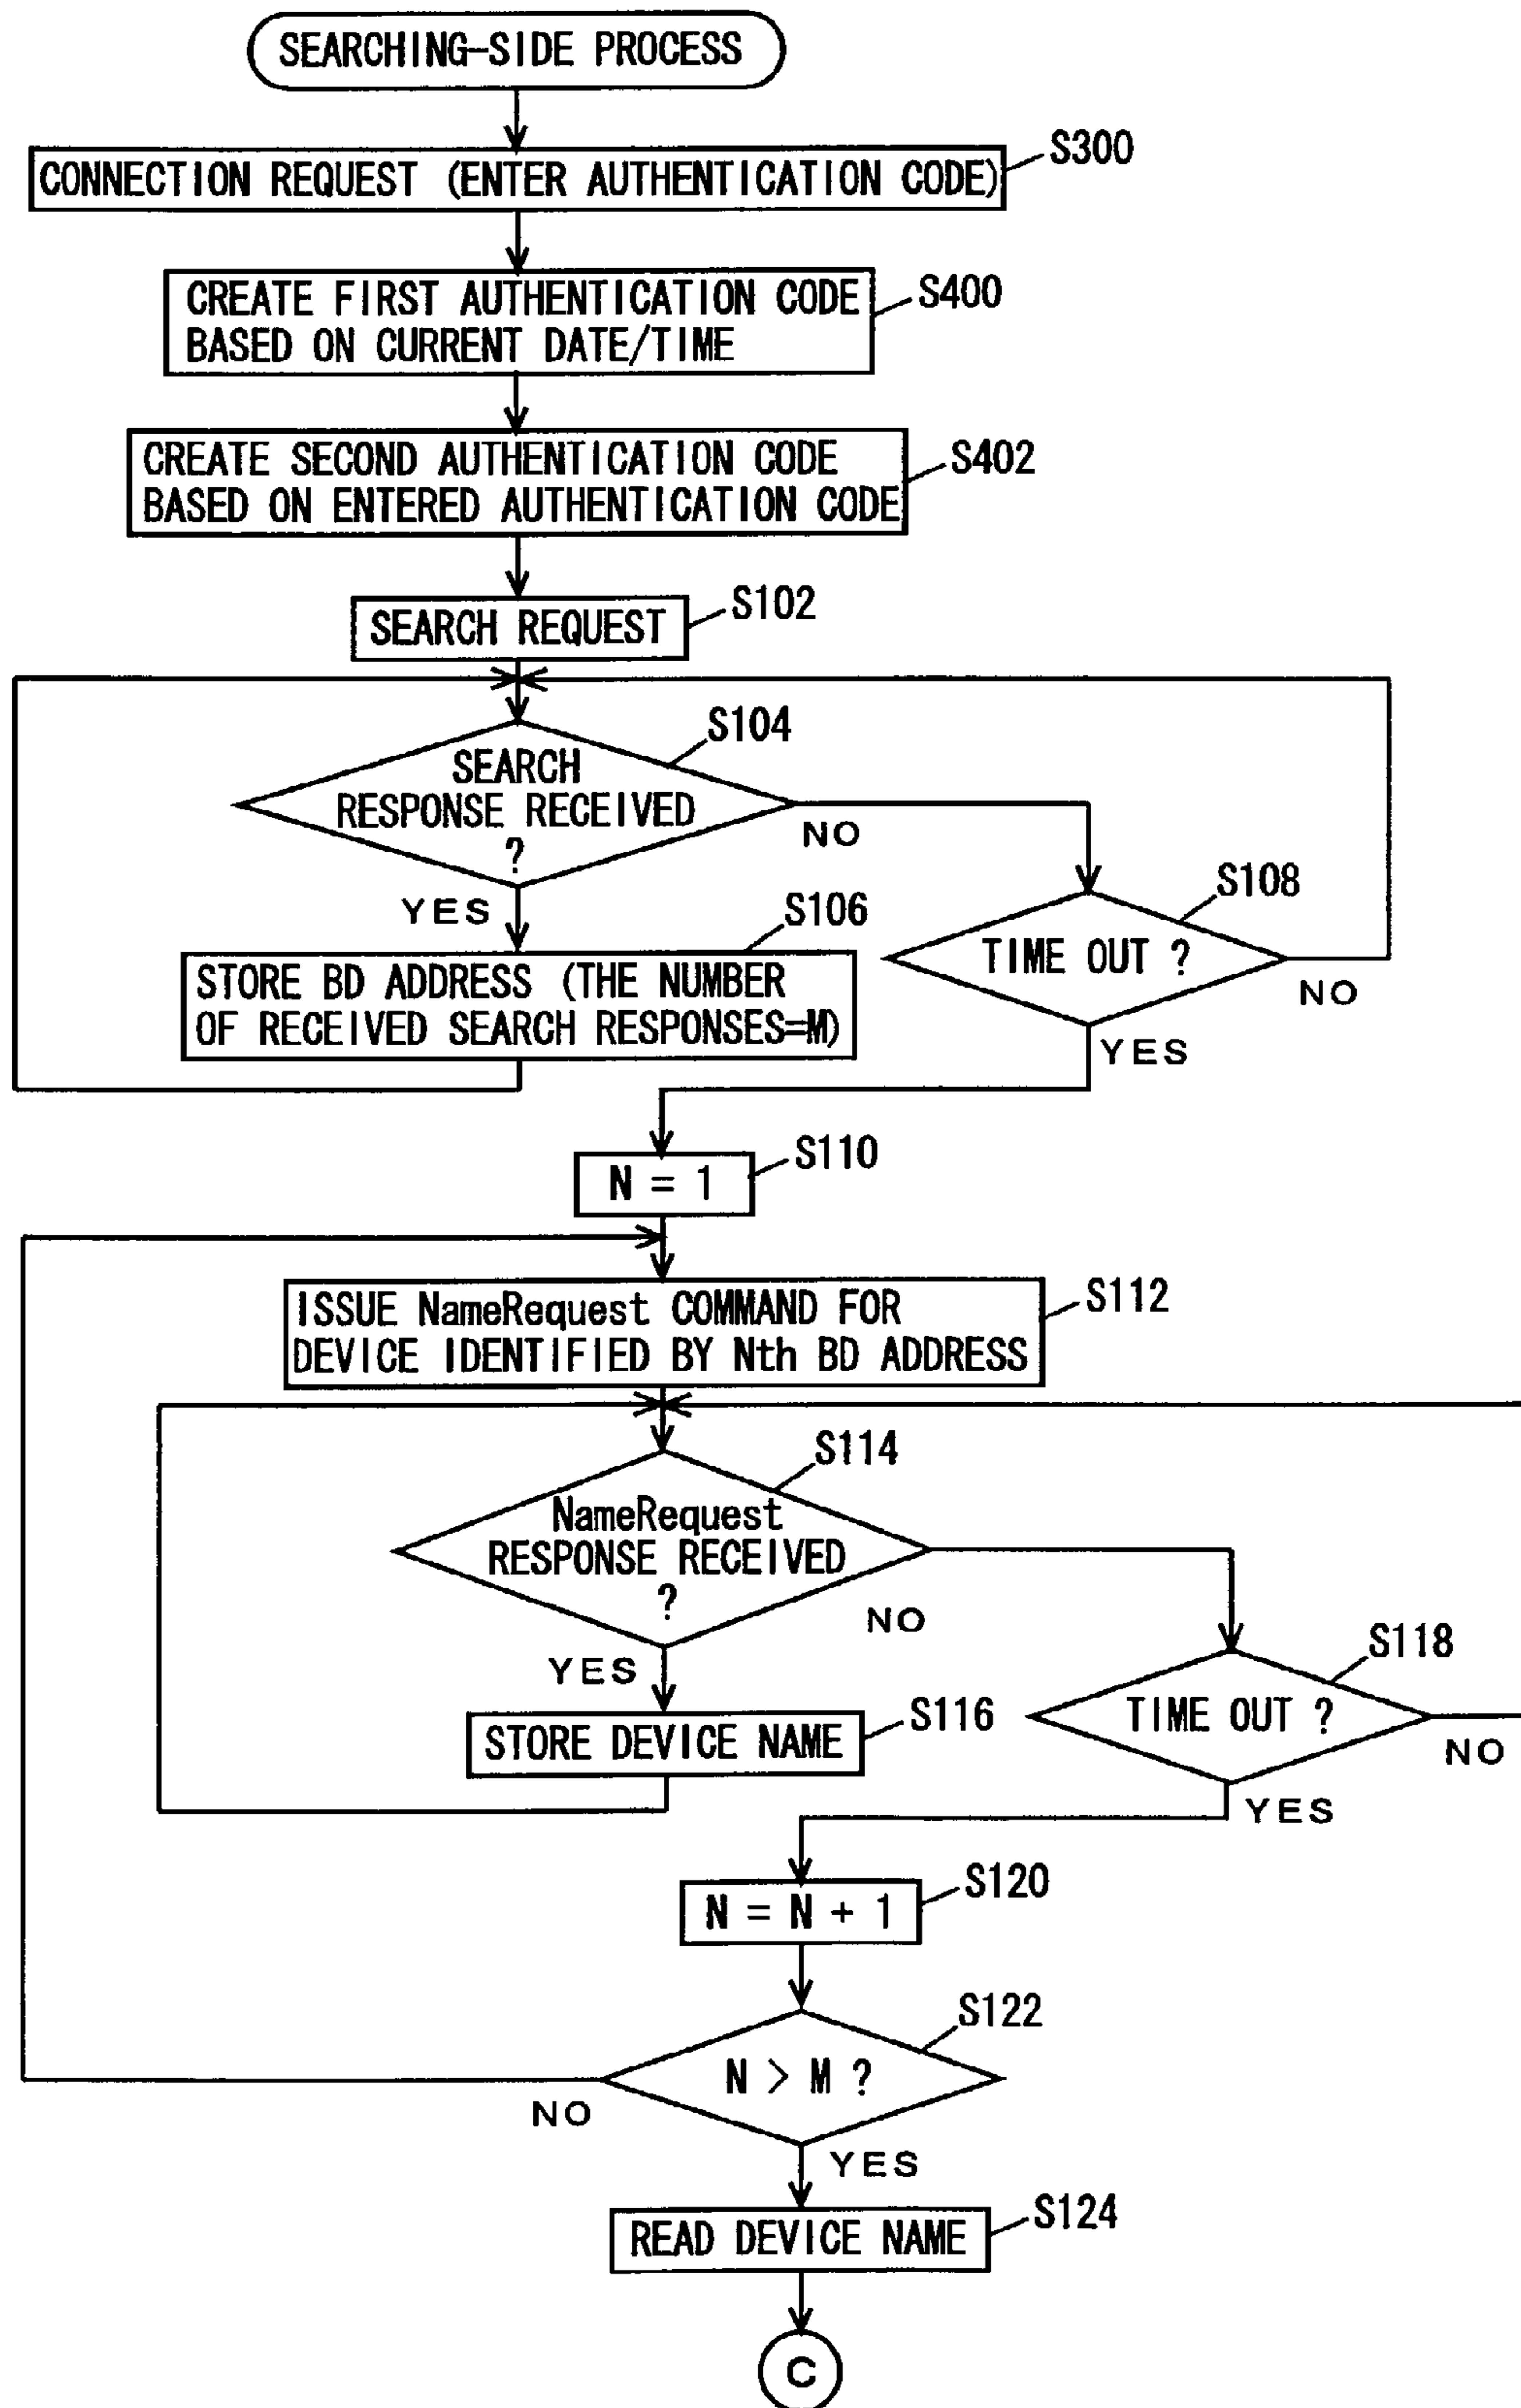 SEARCHING-SIDE PROCESS
CONNECTION REQUEST (ENTER AUTHENTICATION CODE)
S300
CREATE FIRST AUTHENTICATION CODE
BASED ON CURRENT DATE/TIME
S400
CREATE SECOND AUTHENTICATION CODE
BASED ON ENTERED AUTHENTICATION CODE
S402
SEARCH REQUEST
S102
SEARCH
RESPONSE RECEIVED
?
S104
NO
YES
TIME OUT ?
S108
NO
YES
STORE BD ADDRESS (THE NUMBER
OF RECEIVED SEARCH RESPONSES=M)
S106
N = 1
S110
ISSUE NameRequest COMMAND FOR
DEVICE IDENTIFIED BY Nth BD ADDRESS
S112
NameRequest
RESPONSE RECEIVED
?
S114
NO
YES
STORE DEVICE NAME
S116
TIME OUT ?
S118
NO
YES
N = N + 1
S120
N > M ?
S122
NO
YES
READ DEVICE NAME
S124
C